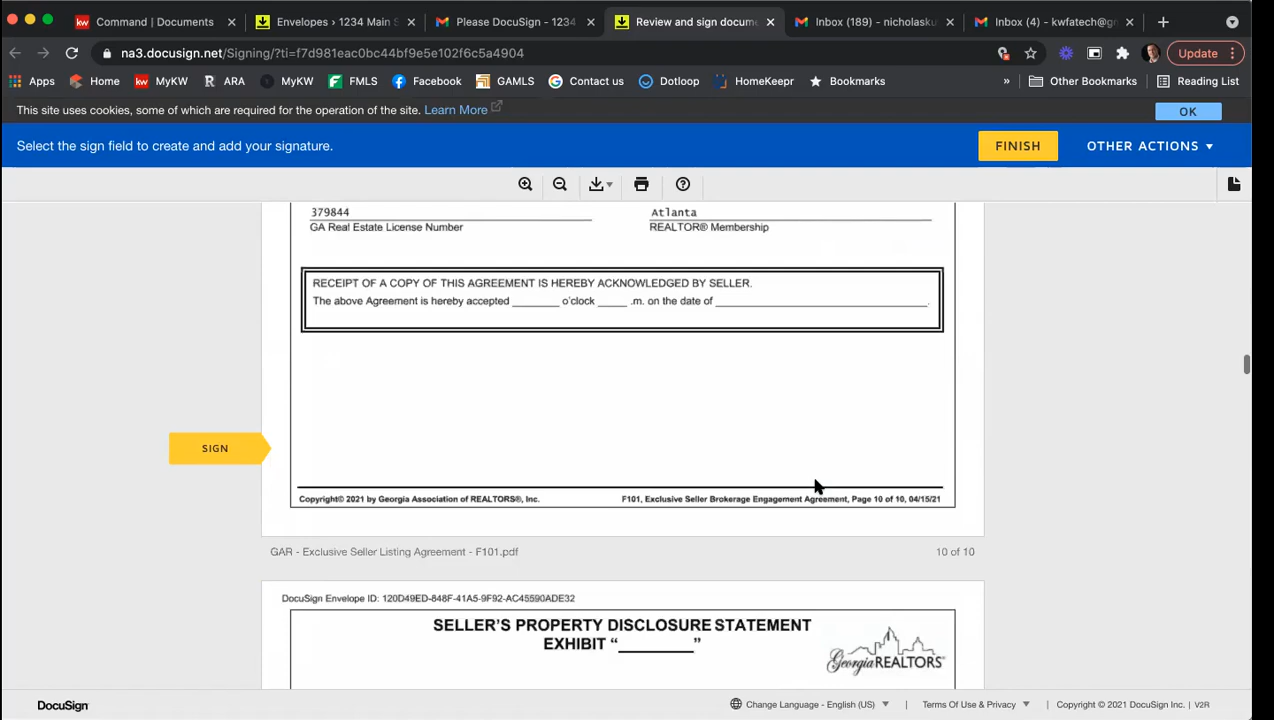 Command | Documents
Envelopes › 1234 Main S
Please DocuSign - 1234
Review and sign docume
Inbox (189) - nicholasku
Inbox (4) - kwfatech@gm
na3.docusign.net/Signing/?ti=f7d981eac0bc44bf9e5e102f6c5a4904
Update
Apps
Home
kw MyKW
R ARA
MyKW
FMLS
Facebook
GAMLS
Contact us
Dotloop
HomeKeepr
Bookmarks
»
Other Bookmarks
Reading List
This site uses cookies, some of which are required for the operation of the site. Learn More
OK
Select the sign field to create and add your signature.
FINISH
OTHER ACTIONS
379844
Atlanta
GA Real Estate License Number
REALTOR® Membership
RECEIPT OF A COPY OF THIS AGREEMENT IS HEREBY ACKNOWLEDGED BY SELLER.
The above Agreement is hereby accepted ________ o'clock _____ .m. on the date of ____________________________________.
SIGN
Copyright© 2021 by Georgia Association of REALTORS®, Inc.
F101, Exclusive Seller Brokerage Engagement Agreement, Page 10 of 10, 04/15/21
GAR - Exclusive Seller Listing Agreement - F101.pdf
10 of 10
DocuSign Envelope ID: 120D49ED-848F-41A5-9F92-AC45590ADE32
SELLER'S PROPERTY DISCLOSURE STATEMENT
EXHIBIT “________”
Georgia REALTORS®
DocuSign
Change Language - English (US)
Terms Of Use & Privacy
Copyright © 2021 DocuSign Inc. | V2R